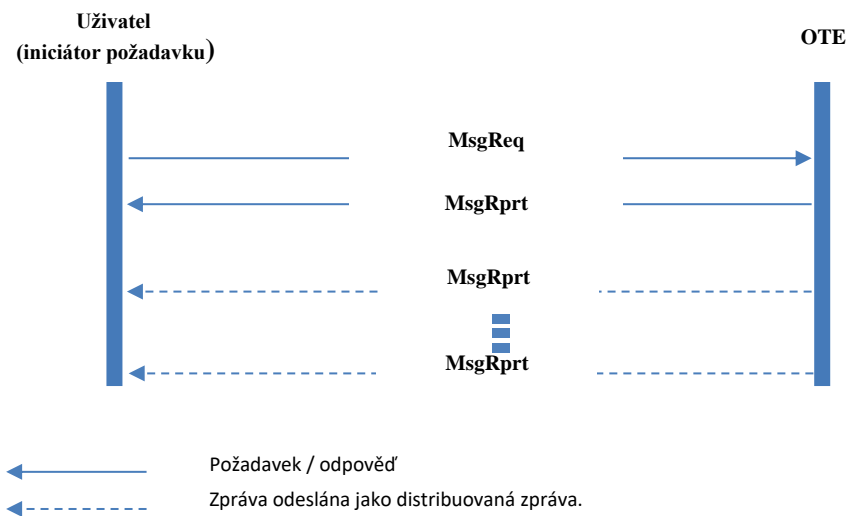 Uživatel
(iniciátor požadavku)
OTE
MsgReq
MsgRprt
MsgRprt
MsgRprt
Požadavek / odpověď
Zpráva odeslána jako distribuovaná zpráva.